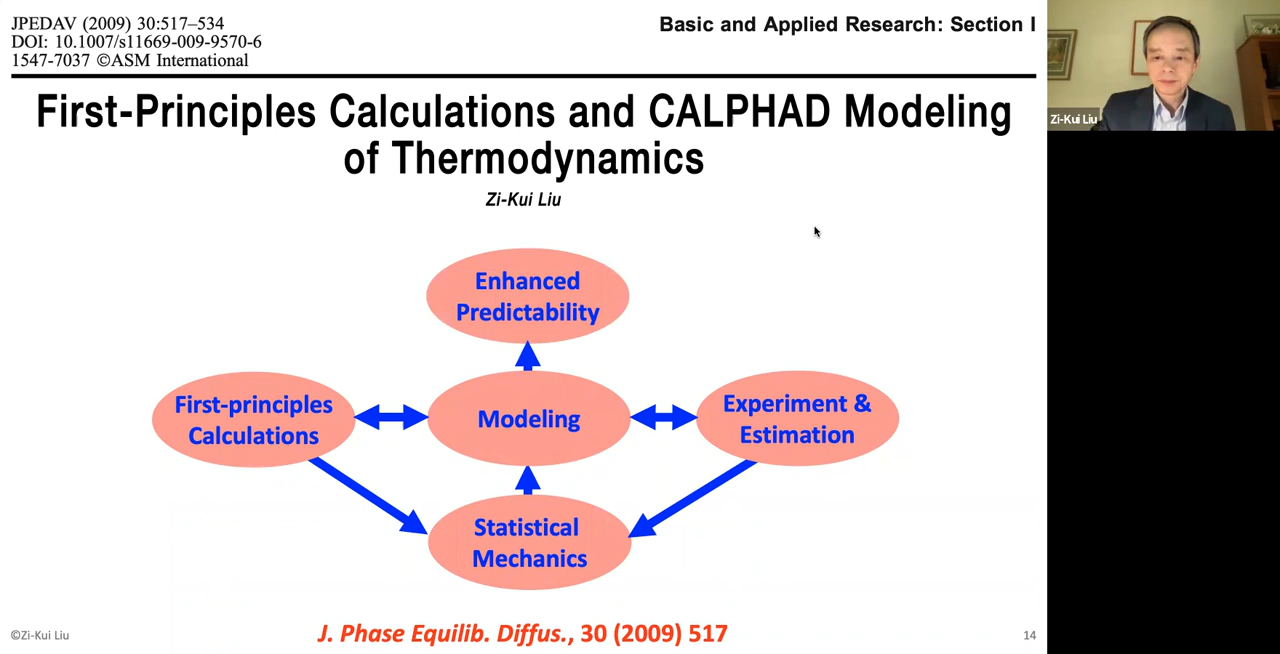 JPEDAV (2009) 30:517–534
DOI: 10.1007/s11669-009-9570-6
1547-7037 ©ASM International
Basic and Applied Research: Section I
First-Principles Calculations and CALPHAD Modeling
of Thermodynamics
Zi-Kui Liu
Enhanced
Predictability
First-principles
Calculations
Modeling
Experiment &
Estimation
Statistical
Mechanics
J. Phase Equilib. Diffus., 30 (2009) 517
©Zi-Kui Liu
14
Zi-Kui Liu